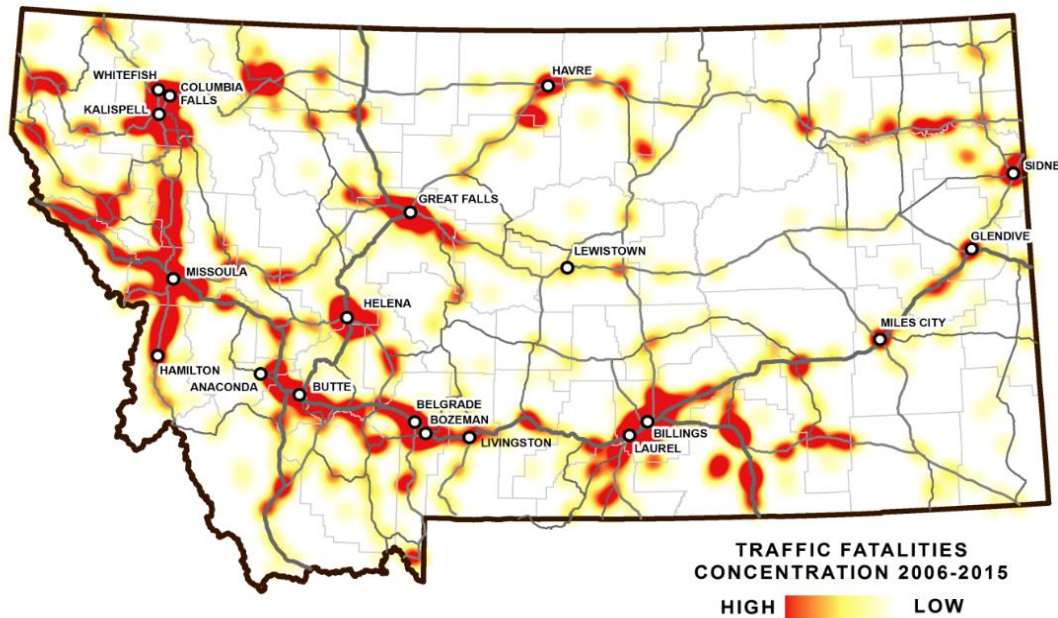 WHITEFISH
COLUMBIA
FALLS
KALISPELL
HAVRE
SIDNE
GREAT FALLS
LEWISTOWN
GLENDIVE
MISSOULA
HELENA
MILES CITY
HAMILTON
ANACONDA
BUTTE
BELGRADE
BOZEMAN
LIVINGSTON
BILLINGS
LAUREL
TRAFFIC FATALITIES
CONCENTRATION 2006-2015
HIGH LOW